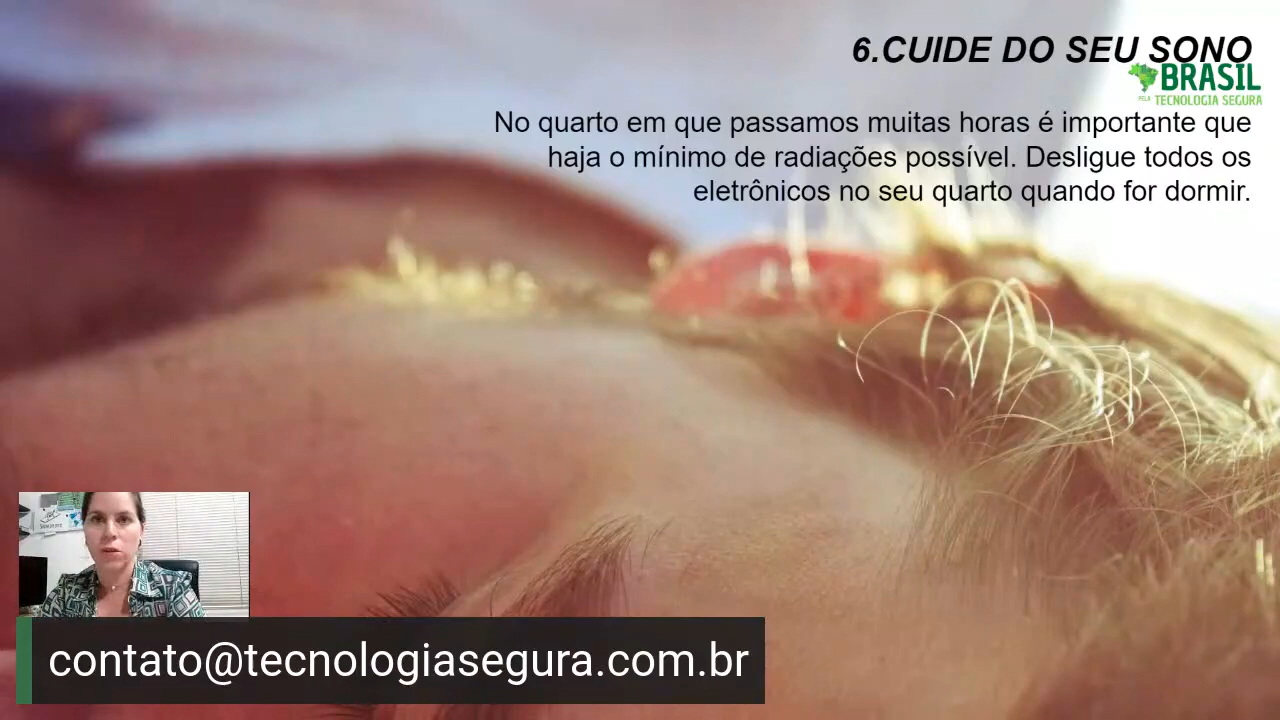 6.CUIDE DO SEU SONO
BRASIL
PELA TECNOLOGIA SEGURA
No quarto em que passamos muitas horas é importante que
haja o mínimo de radiações possível. Desligue todos os
eletrônicos no seu quarto quando for dormir.
contato@tecnologiasegura.com.br